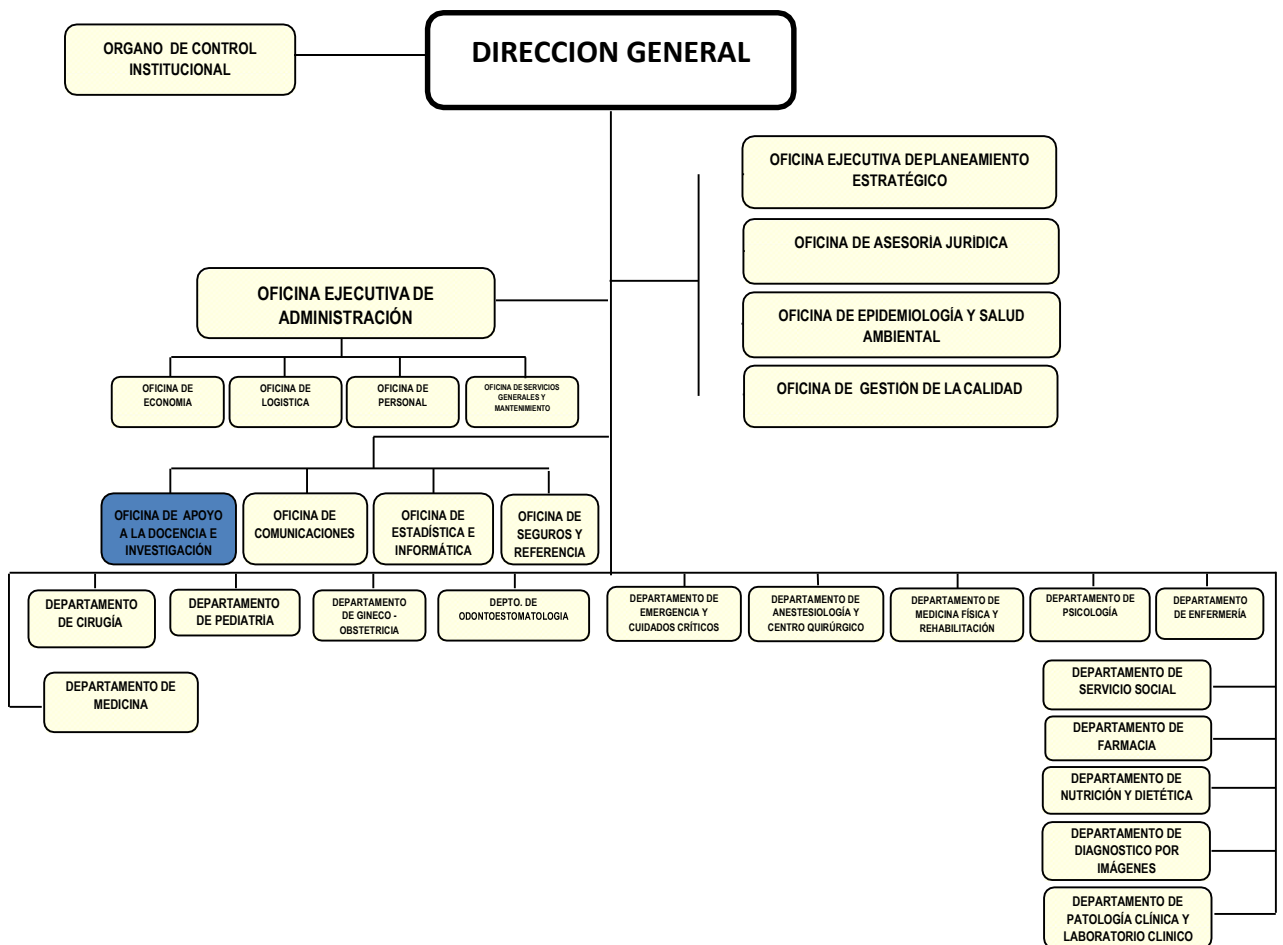 ORGANO DE CONTROL
INSTITUCIONAL
DIRECCION GENERAL
OFICINA EJECUTIVA DE PLANEAMIENTO
ESTRATÉGICO
OFICINA DE ASESORÍA JURÍDICA
OFICINA DE EPIDEMIOLOGÍA Y SALUD
AMBIENTAL
OFICINA DE GESTIÓN DE LA CALIDAD
OFICINA EJECUTIVA DE
ADMINISTRACIÓN
OFICINA DE
ECONOMIA
OFICINA DE
LOGISTICA
OFICINA DE
PERSONAL
OFICINA DE SERVICIOS
GENERALES Y
MANTENIMIENTO
OFICINA DE APOYO
A LA DOCENCIA E
INVESTIGACIÓN
OFICINA DE
COMUNICACIONES
OFICINA DE
ESTADÍSTICA E
INFORMÁTICA
OFICINA DE
SEGUROS Y
REFERENCIA
DEPARTAMENTO
DE CIRUGÍA
DEPARTAMENTO
DE PEDIATRÍA
DEPARTAMENTO
DE GINECO -
OBSTETRICIA
DEPTO. DE
ODONTOESTOMATOLOGIA
DEPARTAMENTO DE
EMERGENCIA Y
CUIDADOS CRÍTICOS
DEPARTAMENTO DE
ANESTESIOLOGÍA Y
CENTRO QUIRÚRGICO
DEPARTAMENTO DE
MEDICINA FÍSICA Y
REHABILITACIÓN
DEPARTAMENTO DE
PSICOLOGÍA
DEPARTAMENTO
DE ENFERMERÍA
DEPARTAMENTO DE
MEDICINA
DEPARTAMENTO DE
SERVICIO SOCIAL
DEPARTAMENTO DE
FARMACIA
DEPARTAMENTO DE
NUTRICIÓN Y DIETÉTICA
DEPARTAMENTO DE
DIAGNOSTICO POR
IMÁGENES
DEPARTAMENTO DE
PATOLOGÍA CLÍNICA Y
LABORATORIO CLINICO